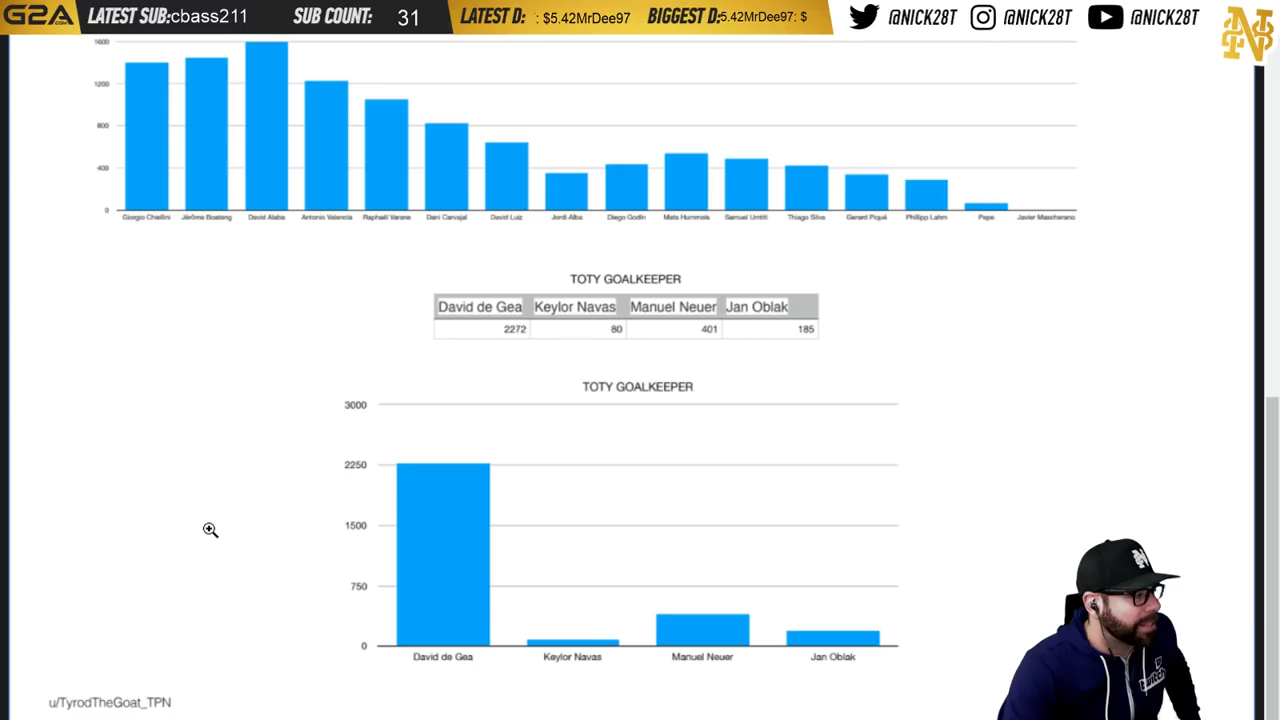 G2A
.COM
LATEST SUB:cbass211
SUB COUNT: 31
LATEST D: : $5.42MrDee97
BIGGEST D:5.42MrDee97: $
@NICK28T @NICK28T @NICK28T
1600
1200
800
400
0
Giorgio Chiellini Jérôme Boateng David Alaba Antonio Valencia Raphaël Varane Dani Carvajal David Luiz Jordi Alba Diego Godín Mats Hummels Samuel Umtiti Thiago Silva Gerard Piqué Philipp Lahm Pepe Javier Mascherano
TOTY GOALKEEPER
David de Gea Keylor Navas Manuel Neuer Jan Oblak
2272 80 401 185
TOTY GOALKEEPER
3000
2250
1500
750
0
David de Gea Keylor Navas Manuel Neuer Jan Oblak
twitch
u/TyrodTheGoat_TPN